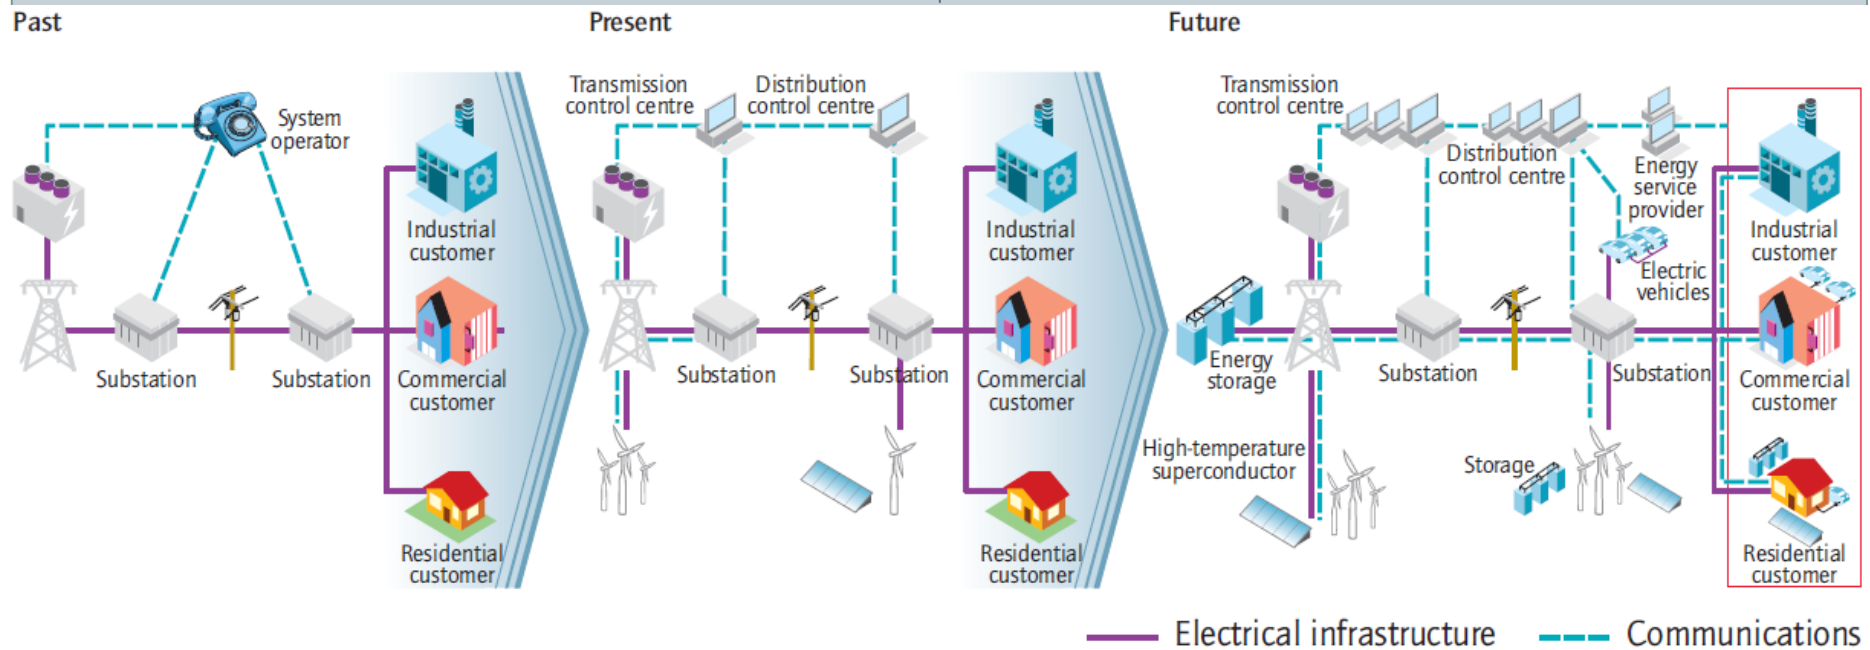 Past
System
operator
Substation
Substation
Industrial
customer
Commercial
customer
Residential
customer
Present
Transmission
control centre
Distribution
control centre
Substation
Substation
Industrial
customer
Commercial
customer
Residential
customer
Future
Transmission
control centre
Distribution
control centre
Energy
service
provider
Electric
vehicles
Energy
storage
Substation
Substation
High-temperature
superconductor
Storage
Industrial
customer
Commercial
customer
Residential
customer
Electrical infrastructure
Communications